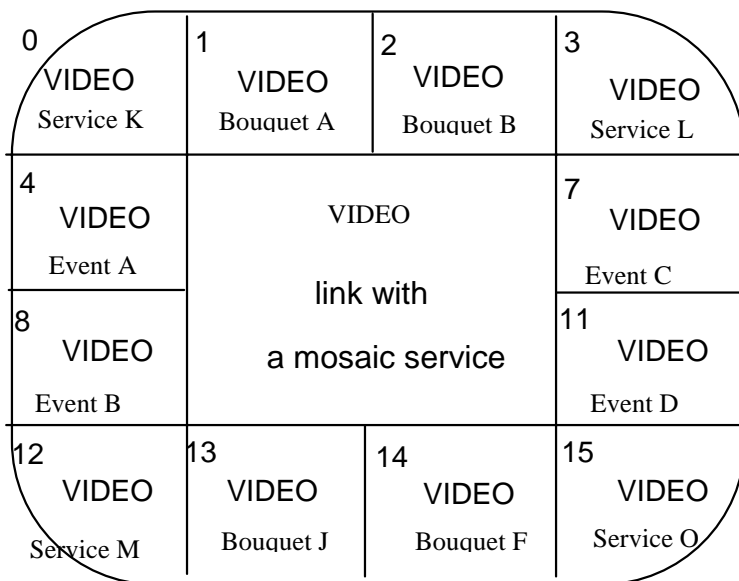 0
VIDEO
Service K
1
VIDEO
Bouquet A
2
VIDEO
Bouquet B
3
VIDEO
Service L
4
VIDEO
Event A
VIDEO
link with
a mosaic service
7
VIDEO
Event C
8
VIDEO
Event B
11
VIDEO
Event D
12
VIDEO
Service M
13
VIDEO
Bouquet J
14
VIDEO
Bouquet F
15
VIDEO
Service O